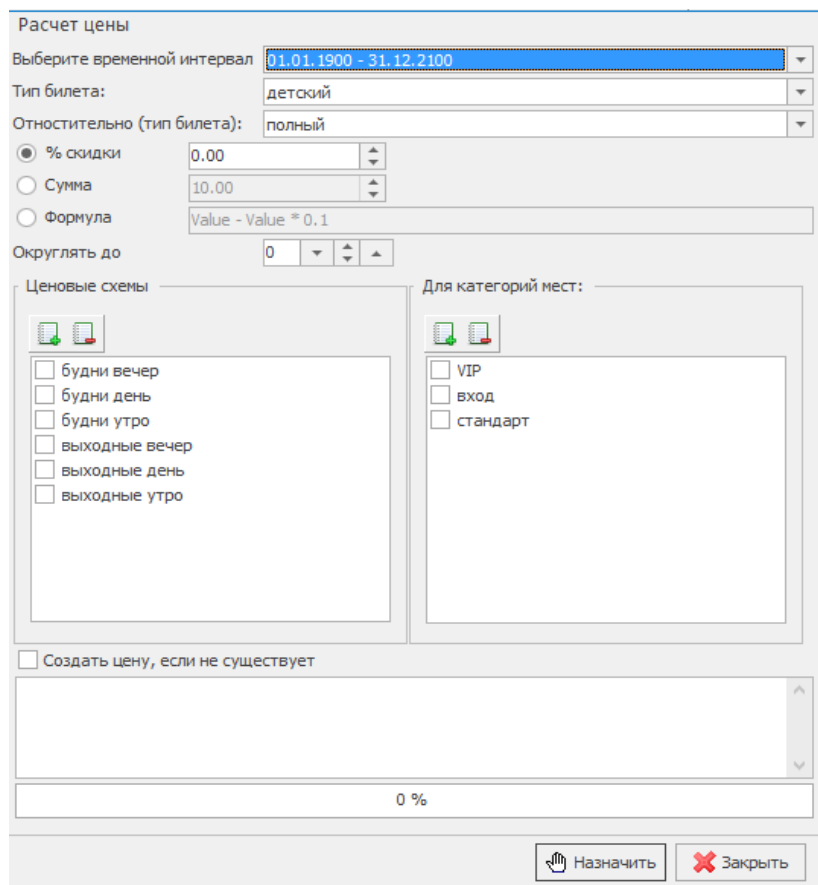 Расчет цены
Выберите временной интервал 01.01.1900 - 31.12.2100
Тип билета: детский
Отностительно (тип билета): полный
% скидки 0.00
Сумма 10.00
Формула Value - Value * 0.1
Округлять до 0
Ценовые схемы Для категорий мест:
будни вечер VIP
будни день вход
будни утро стандарт
выходные вечер
выходные день
выходные утро
Создать цену, если не существует
0 %
Назначить Закрыть